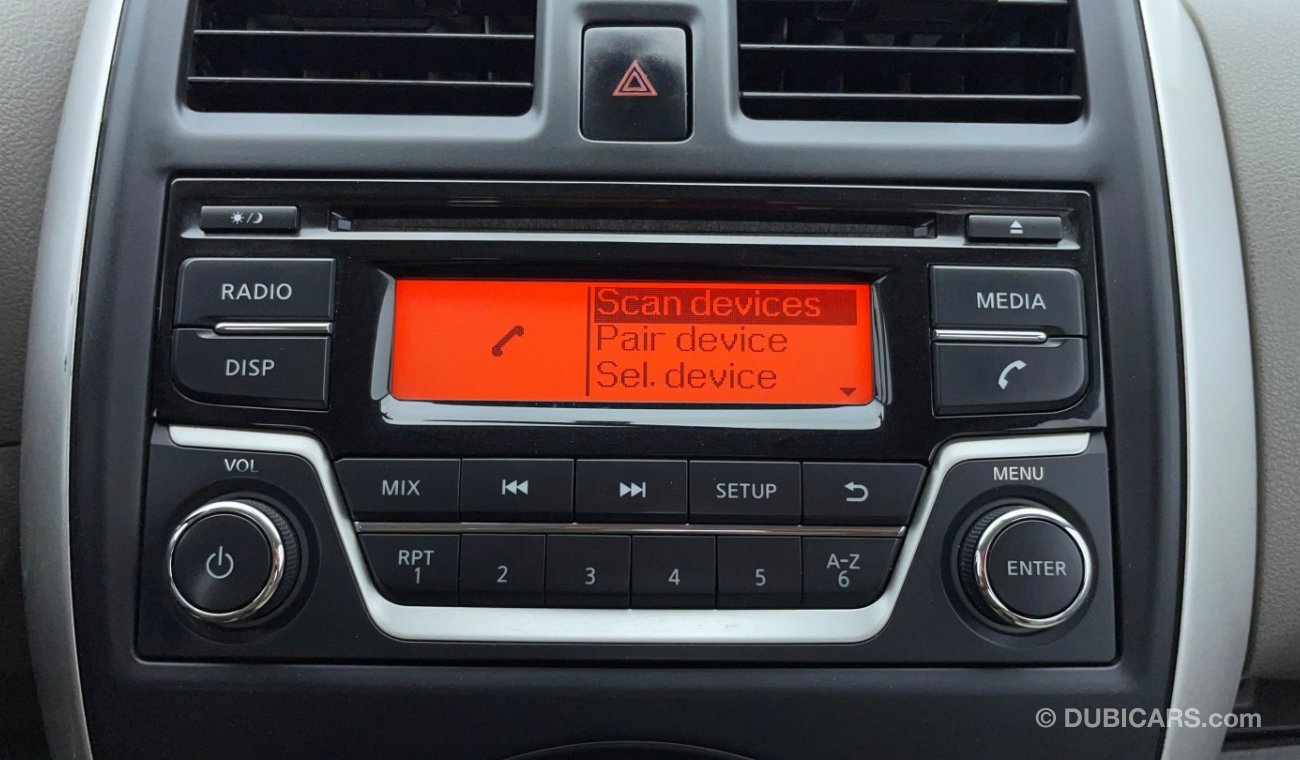 RADIO
DISP
Scan devices
Pair device
Sel. device
MEDIA
VOL
MIX
SETUP
MENU
RPT
1
2
3
4
5
A-Z
6
ENTER
© DUBICARS.com